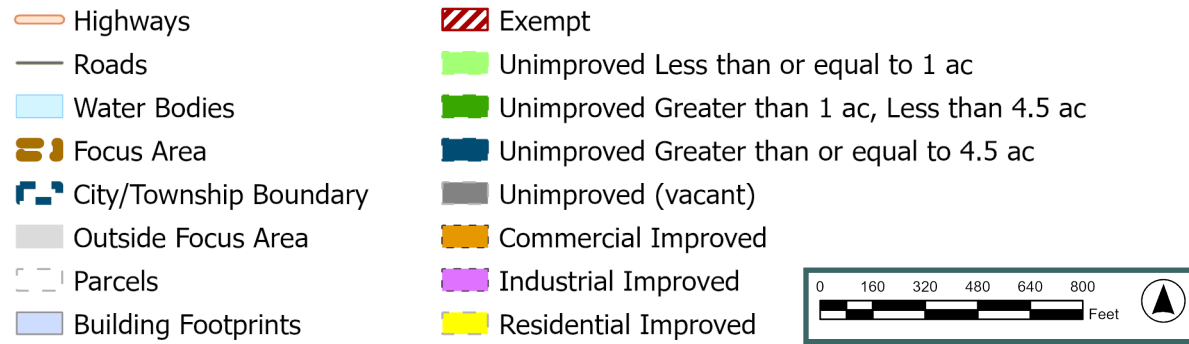 Highways
Roads
Water Bodies
Focus Area
City/Township Boundary
Outside Focus Area
Parcels
Building Footprints
Exempt
Unimproved Less than or equal to 1 ac
Unimproved Greater than 1 ac, Less than 4.5 ac
Unimproved Greater than or equal to 4.5 ac
Unimproved (vacant)
Commercial Improved
Industrial Improved
Residential Improved
0 160 320 480 640 800
Feet